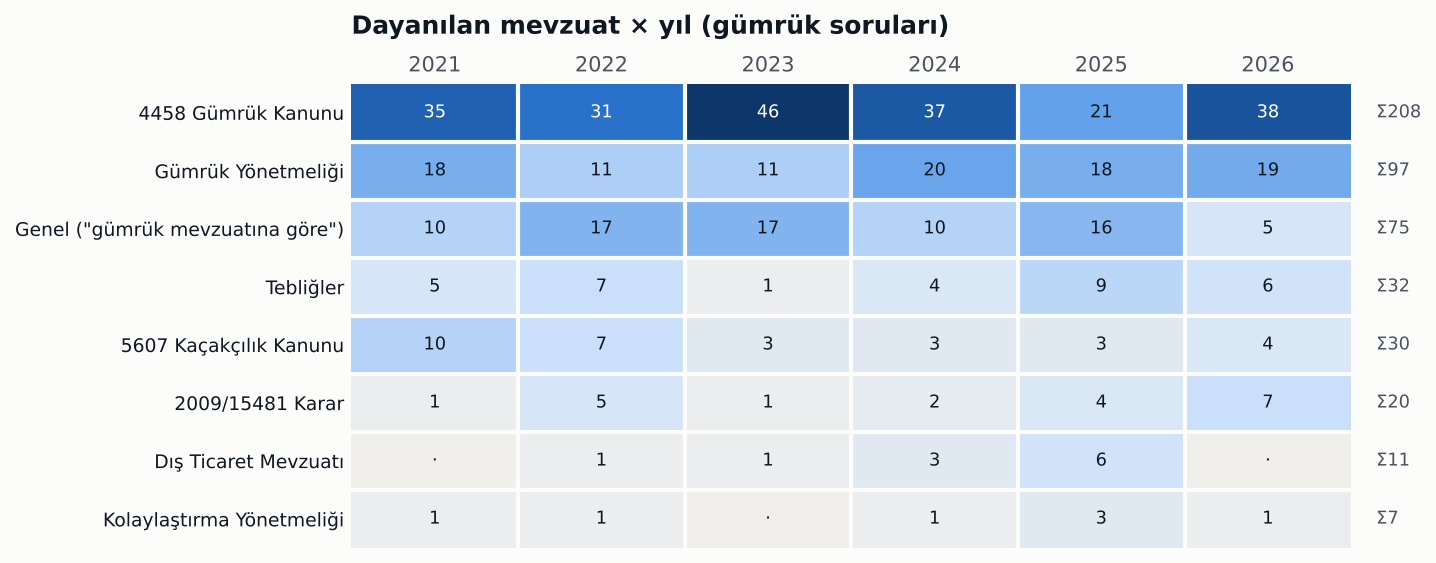 Dayanılan mevzuat × yıl (gümrük soruları)
2021 2022 2023 2024 2025 2026
4458 Gümrük Kanunu 35 31 46 37 21 38 Σ208
Gümrük Yönetmeliği 18 11 11 20 18 19 Σ97
Genel ("gümrük mevzuatına göre") 10 17 17 10 16 5 Σ75
Tebliğler 5 7 1 4 9 6 Σ32
5607 Kaçakçılık Kanunu 10 7 3 3 3 4 Σ30
2009/15481 Karar 1 5 1 2 4 7 Σ20
Dış Ticaret Mevzuatı · 1 1 3 6 · Σ11
Kolaylaştırma Yönetmeliği 1 1 · 1 3 1 Σ7